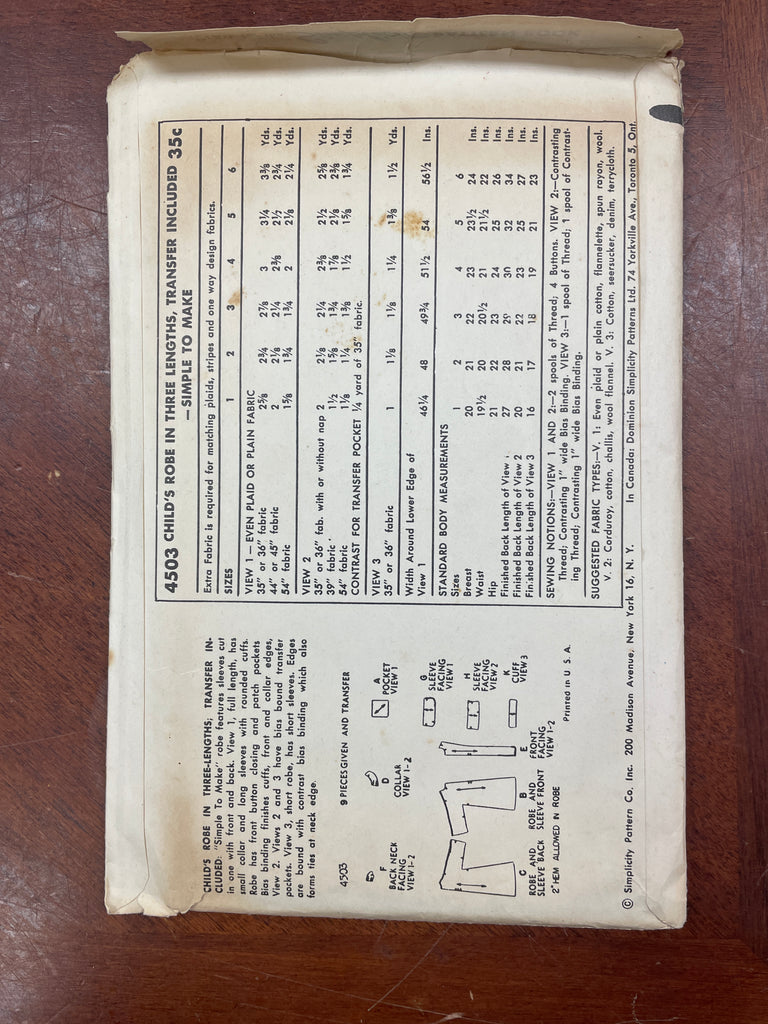 CHILD'S ROBE IN THREE-LENGTHS, TRANSFER IN-
CLUDED: "Simple To Make" robe features sleeves cut
in one with front and back. View 1, full length, has
small collar and long sleeves with rounded cuffs.
Robe has front button closing and patch pockets
Bias binding finishes cuffs, front and collar edges,
View 2. Views 2 and 3 have bias bound transfer
pockets. View 3, short robe, has short sleeves. Edges
are bound with contrast bias binding which also
forms ties at neck edge.
4503 9 PIECES GIVEN AND TRANSFER
F
BACK NECK
FACING
VIEW 1-2
D
COLLAR
VIEW 1-2
A
POCKET
VIEW 1
C
ROBE AND
SLEEVE BACK
B
ROBE AND
SLEEVE FRONT
E
FRONT
FACING
VIEW 1-2
G
SLEEVE
FACING
VIEW 1
H
SLEEVE
FACING
VIEW 2
K
CUFF
VIEW 3
2" HEM ALLOWED IN ROBE
Printed in U. S. A.
4503 CHILD'S ROBE IN THREE LENGTHS, TRANSFER INCLUDED 35c
— SIMPLE TO MAKE
Extra Fabric is required for matching plaids, stripes and one way design fabrics.
SIZES 1 2 3 4 5 6
VIEW 1 — EVEN PLAID OR PLAIN FABRIC
35" or 36" fabric 2⅝ 2¾ 2⅞ 3 3¼ 3⅜ Yds.
44" or 45" fabric 2 2⅛ 2¼ 2⅜ 2½ 2¾ Yds.
54" fabric 1⅝ 1¾ 1¾ 2 2⅛ 2¼ Yds.
VIEW 2
35" or 36" fab. with or without nap 2 2⅛ 2¼ 2⅜ 2½ 2⅝ Yds.
39" fabric 1½ 1⅝ 1¾ 1⅞ 2⅛ 2⅜ Yds.
54" fabric 1⅛ 1¼ 1⅜ 1½ 1⅝ 1¾ Yds.
CONTRAST FOR TRANSFER POCKET ¼ yard of 35" fabric.
VIEW 3
35" or 36" fabric 1 1⅛ 1⅛ 1¼ 1⅜ 1½ Yds.
Width Around Lower Edge of
View 1 46¼ 48 49¾ 51½ 54 56½ Ins.
STANDARD BODY MEASUREMENTS
Sizes 1 2 3 4 5 6
Breast 20 21 22 23 23½ 24 Ins.
Waist 19½ 20 20½ 21 21½ 22 Ins.
Hip 21 22 23 24 25 26 Ins.
Finished Back Length of View 27 28 29 30 32 34 Ins.
Finished Back Length of View 2 20 21 22 23 25 27 Ins.
Finished Back Length of View 3 16 17 18 19 21 23 Ins.
SEWING NOTIONS:—VIEW 1 AND 2:—2 spools of Thread; 4 Buttons. VIEW 2:—Contrasting
Thread; Contrasting 1" wide Bias Binding. VIEW 3:—1 spool of Thread; 1 spool of Contrast-
ing Thread; Contrasting 1" wide Bias Binding.
SUGGESTED FABRIC TYPES:—V. 1: Even plaid or plain cotton, flannelette, spun rayon, wool.
V. 2: Corduroy, cotton, challis, wool flannel. V. 3: Cotton, seersucker, denim, terrycloth.
© Simplicity Pattern Co. Inc. 200 Madison Avenue, New York 16, N. Y. In Canada: Dominion Simplicity Patterns Ltd. 74 Yorkville Ave., Toronto 5, Ont.